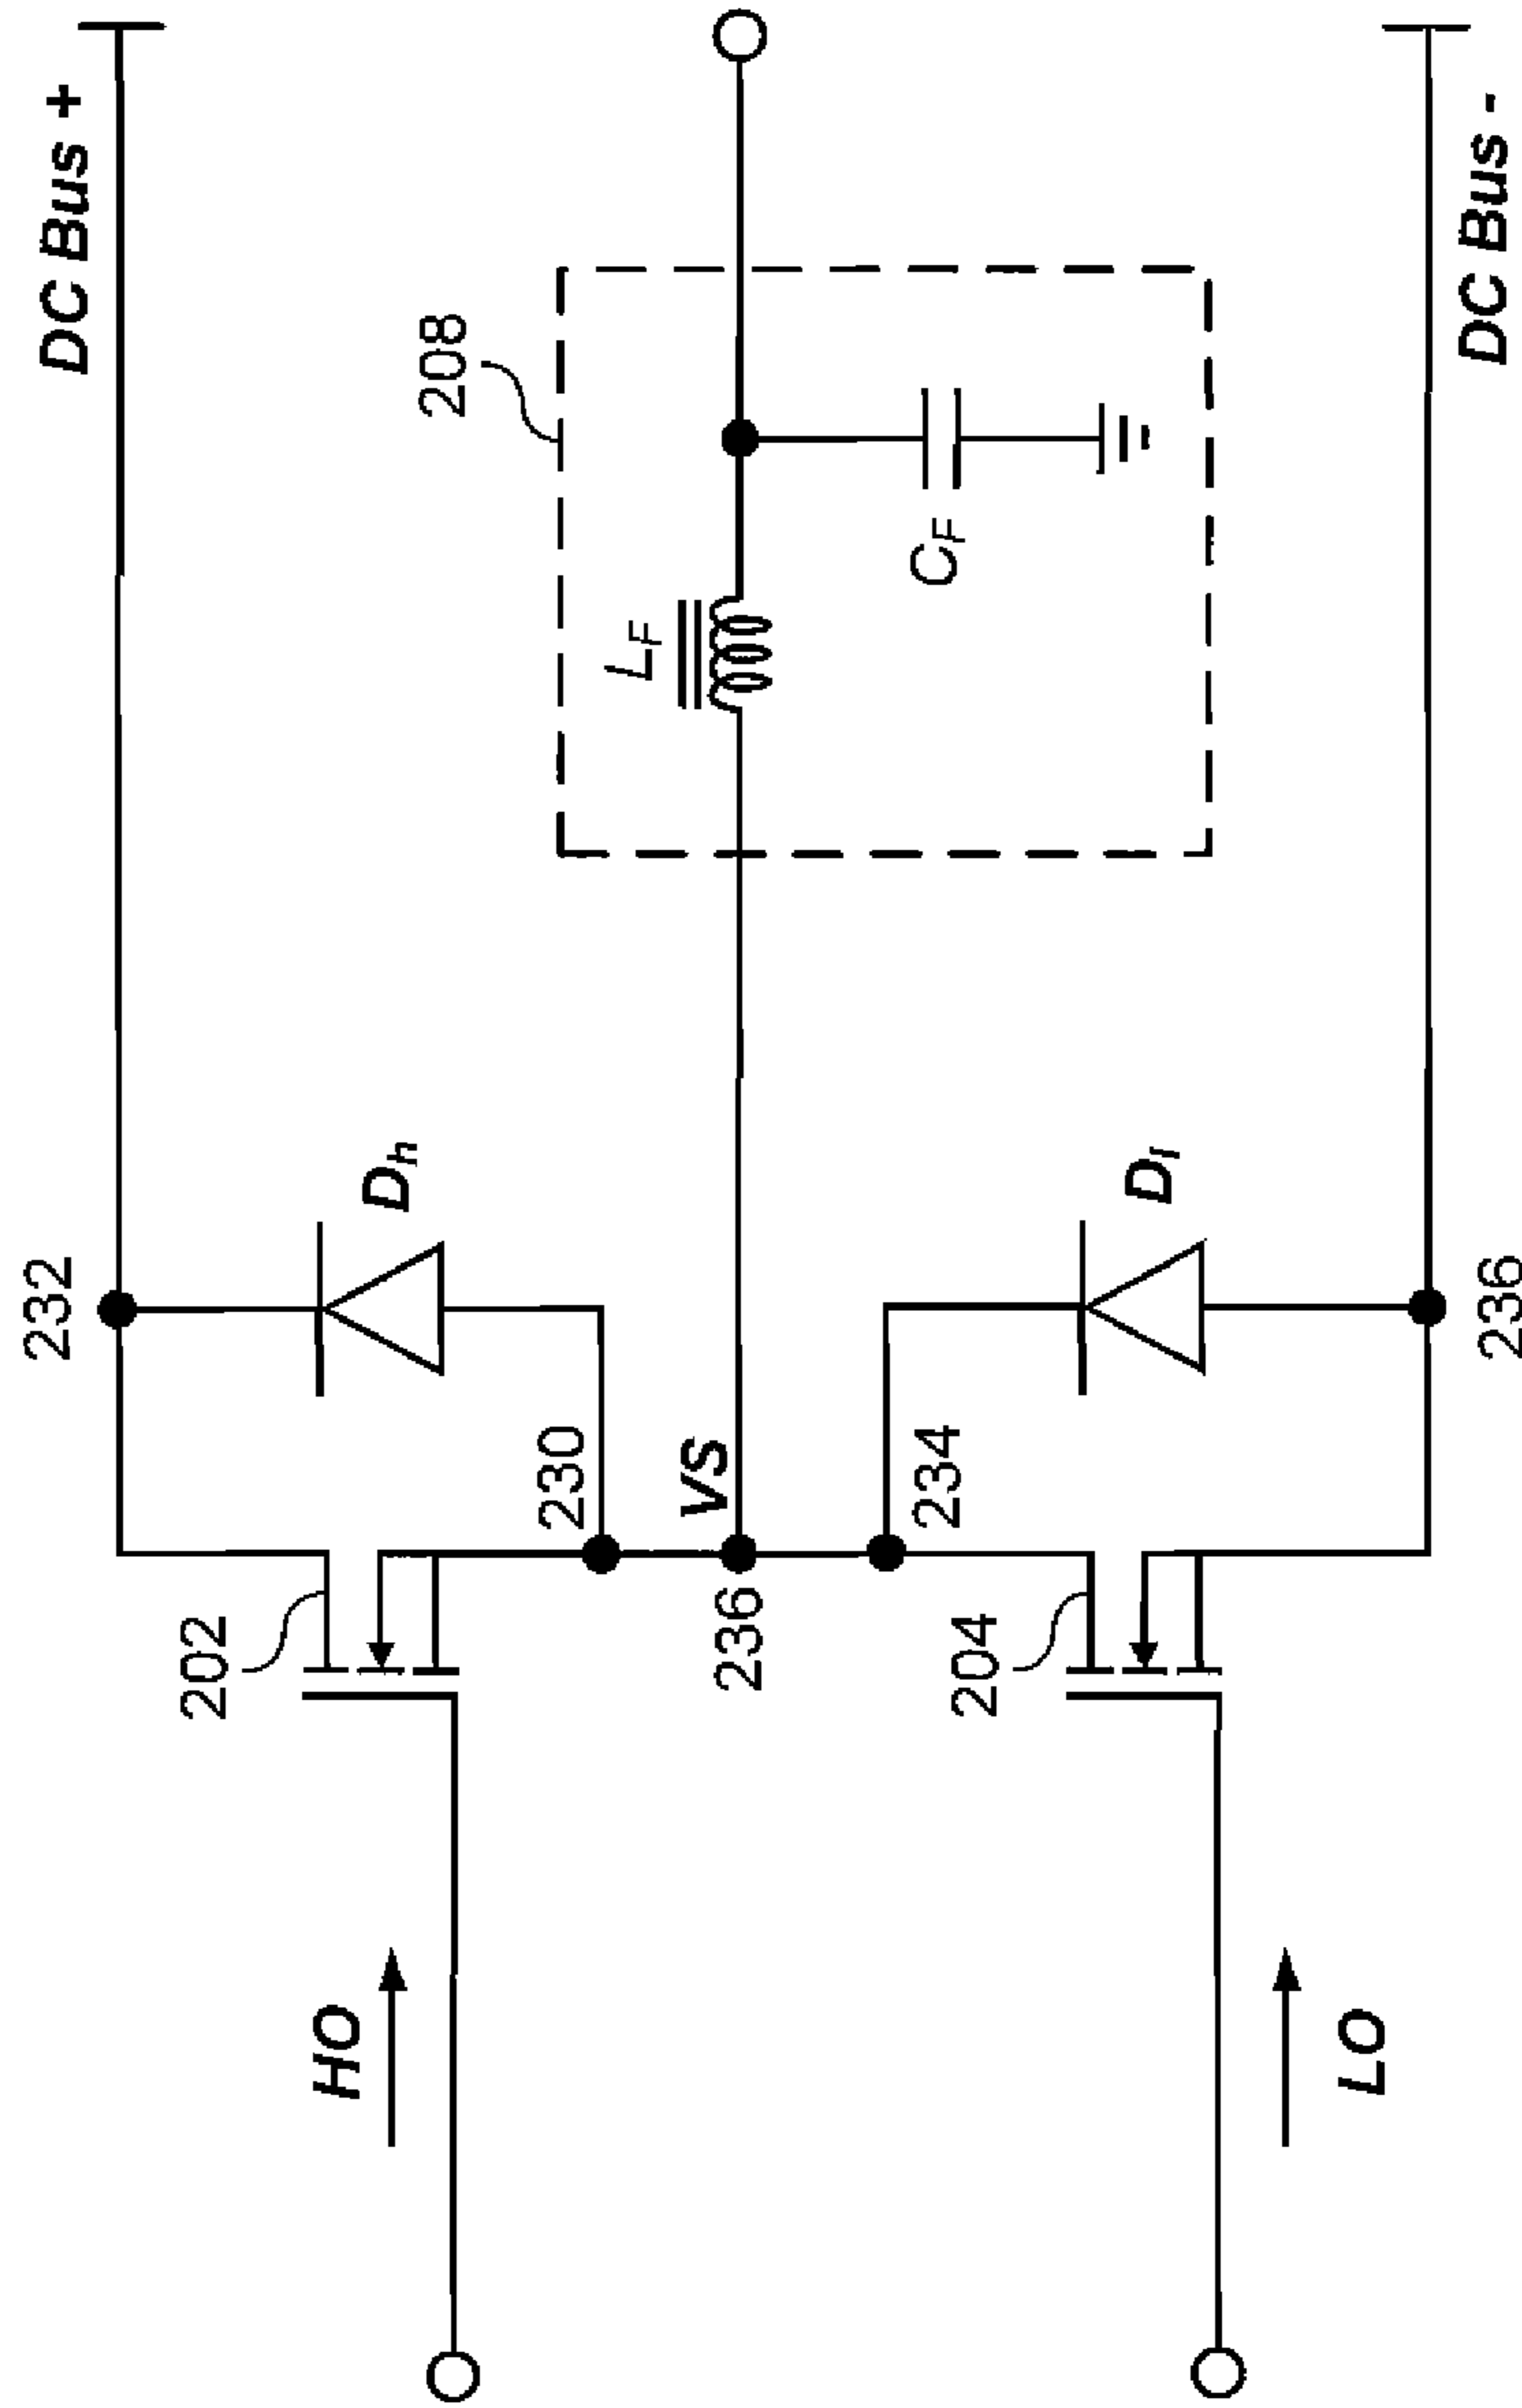 DC Bus +
232
Dh
202
HO
208
LF
CF
230
VS
236
234
Dl
204
LO
236
DC Bus -